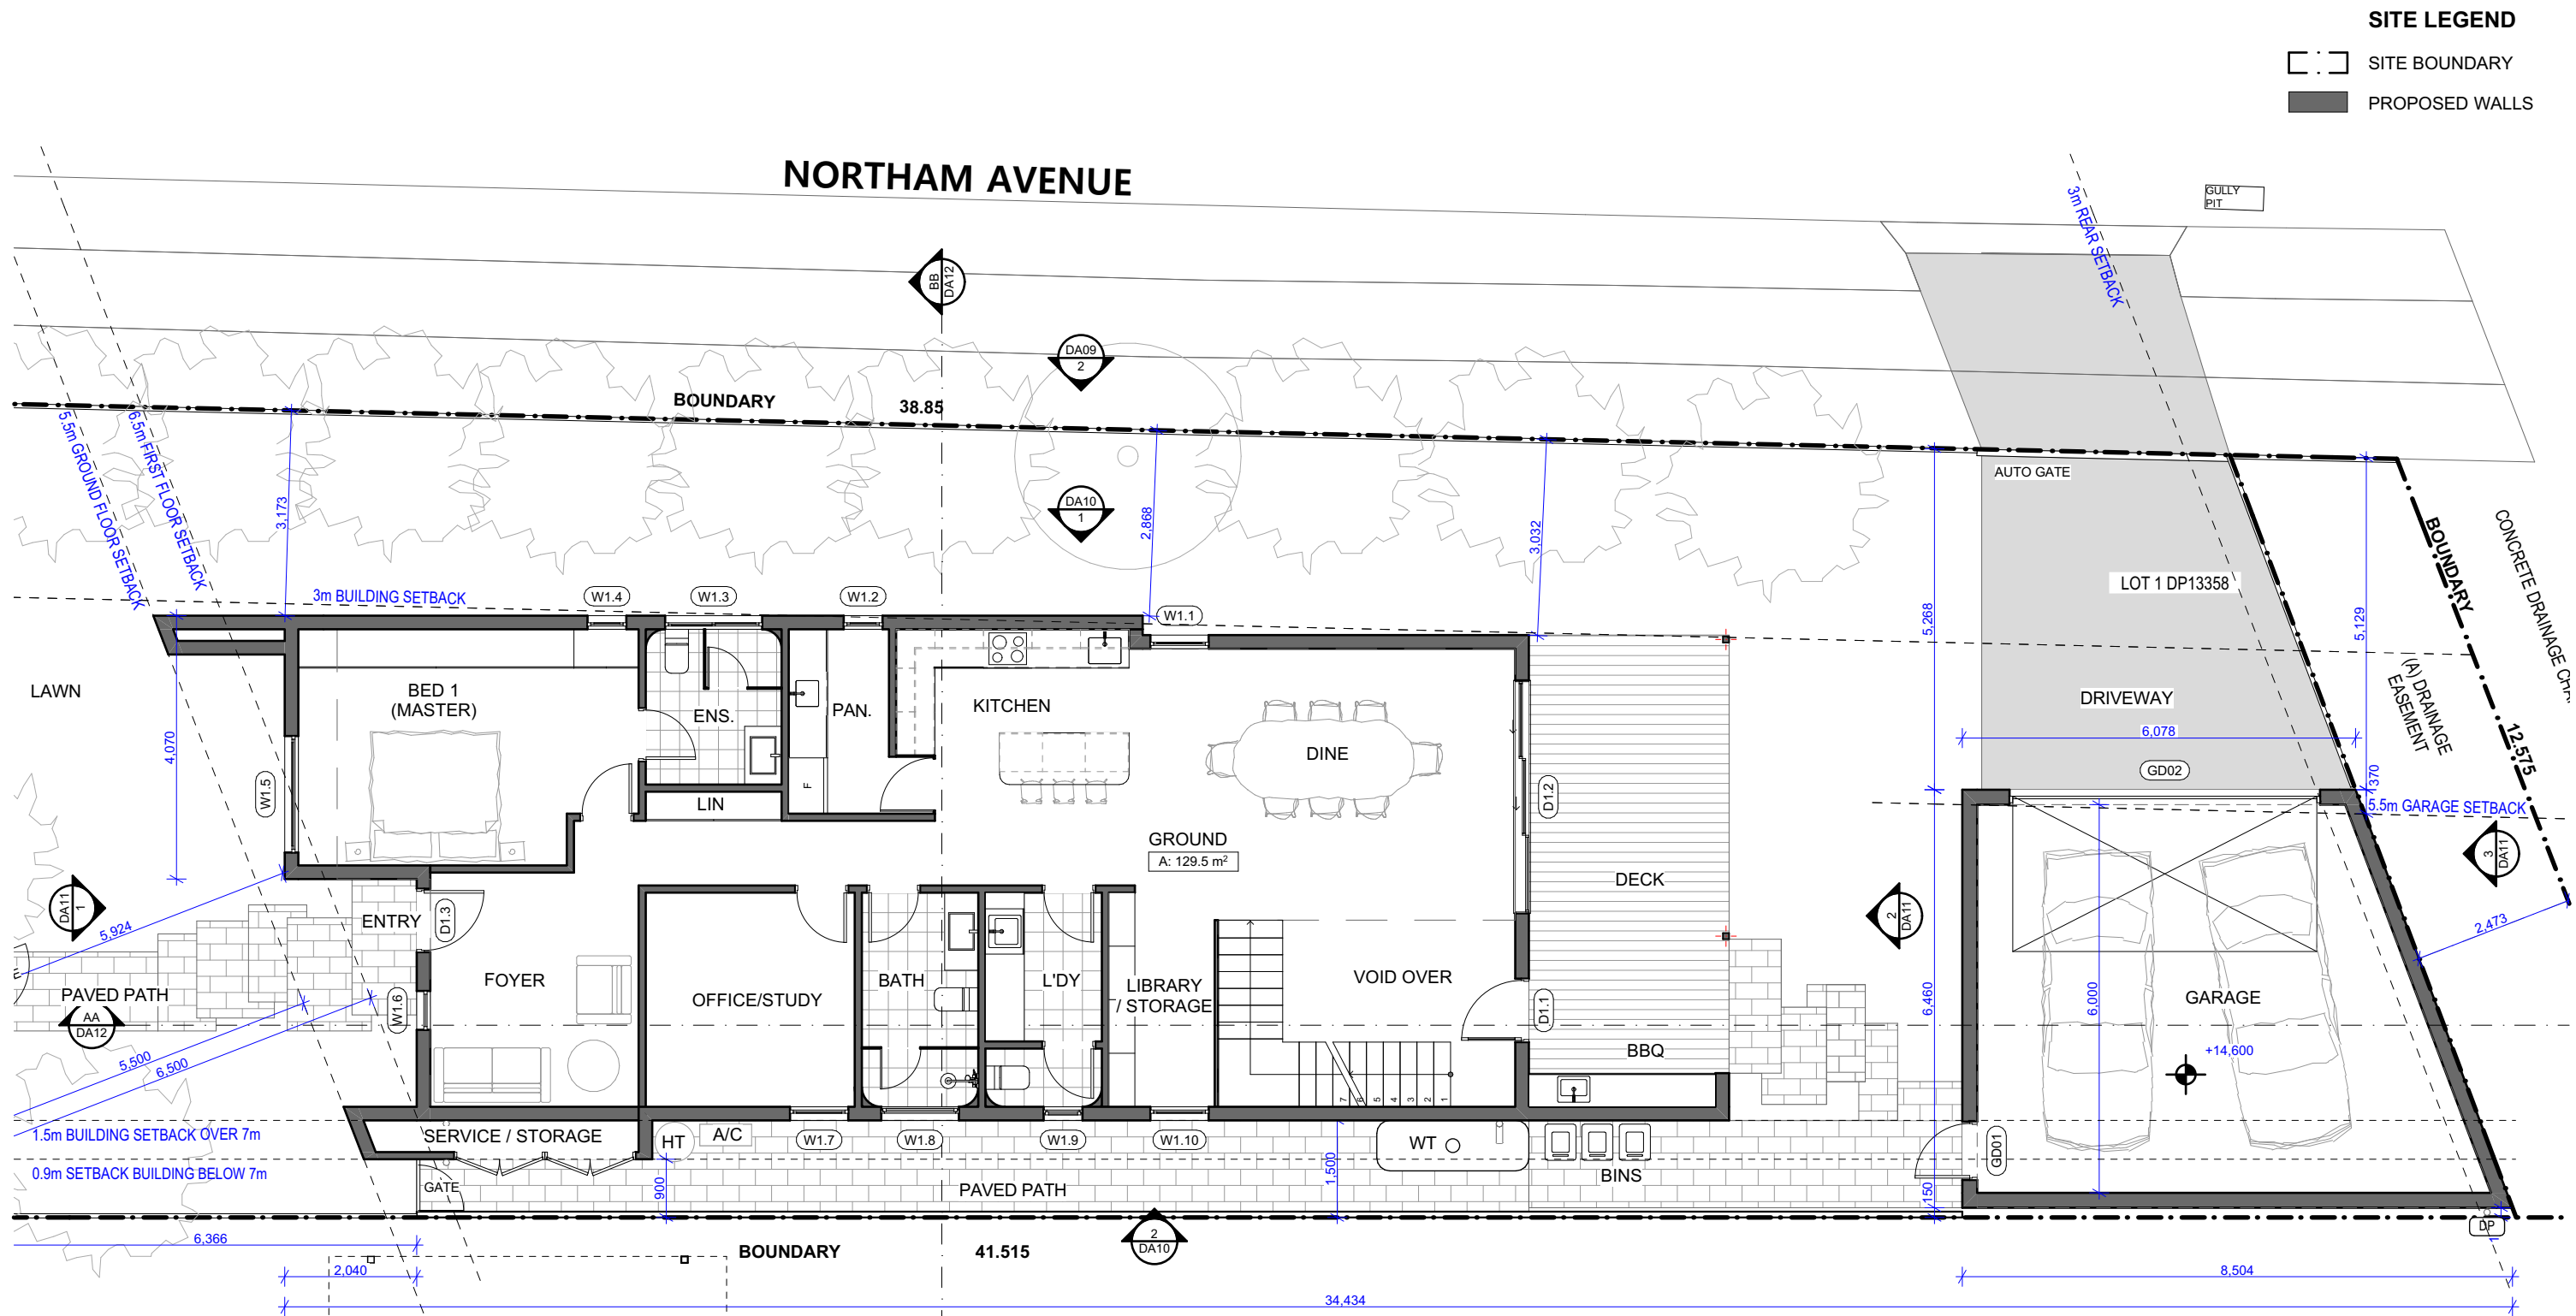 SITE LEGEND
SITE BOUNDARY
PROPOSED WALLS
NORTHAM AVENUE
GULLY
PIT
3m REAR SETBACK
BB
DA12
DA09
2
BOUNDARY
38.85
5.5m GROUND FLOOR SETBACK
6.5m FIRST FLOOR SETBACK
3,173
DA10
1
2,868
3,032
AUTO GATE
BOUNDARY
12.575
CONCRETE DRAINAGE
LOT 1 DP13358
5,268
5,129
3m BUILDING SETBACK
W1.4
W1.3
W1.2
W1.1
(A) DRAINAGE
EASEMENT
LAWN
BED 1
(MASTER)
ENS.
PAN.
KITCHEN
DINE
DRIVEWAY
6,078
4,070
W1.5
F
LIN
D1.2
GD02
370
5.5m GARAGE SETBACK
GROUND
A: 129.5 m²
DECK
DA11
1
5,924
ENTRY
D1.3
2
DA11
3
DA11
2,473
PAVED PATH
AA
DA12
FOYER
W1.6
OFFICE/STUDY
BATH
L'DY
LIBRARY
/ STORAGE
VOID OVER
D1.1
6,460
6,000
GARAGE
+14,600
5,500
6,500
BBQ
7
6
5
4
3
2
1
1.5m BUILDING SETBACK OVER 7m
0.9m SETBACK BUILDING BELOW 7m
SERVICE / STORAGE
HT
A/C
W1.7
W1.8
W1.9
W1.10
WT
BINS
GD01
GATE
900
PAVED PATH
1,500
150
6,366
BOUNDARY
41.515
2
DA10
DP
1
2,040
8,504
34,434